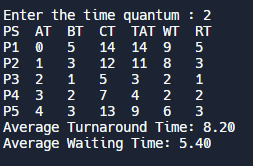 Enter the time quantum : 2
PS AT BT CT TAT WT RT
P1 0 5 14 14 9 5
P2 1 3 12 11 8 3
P3 2 1 5 3 2 1
P4 3 2 7 4 2 2
P5 4 3 13 9 6 3
Average Turnaround Time: 8.20
Average Waiting Time: 5.40